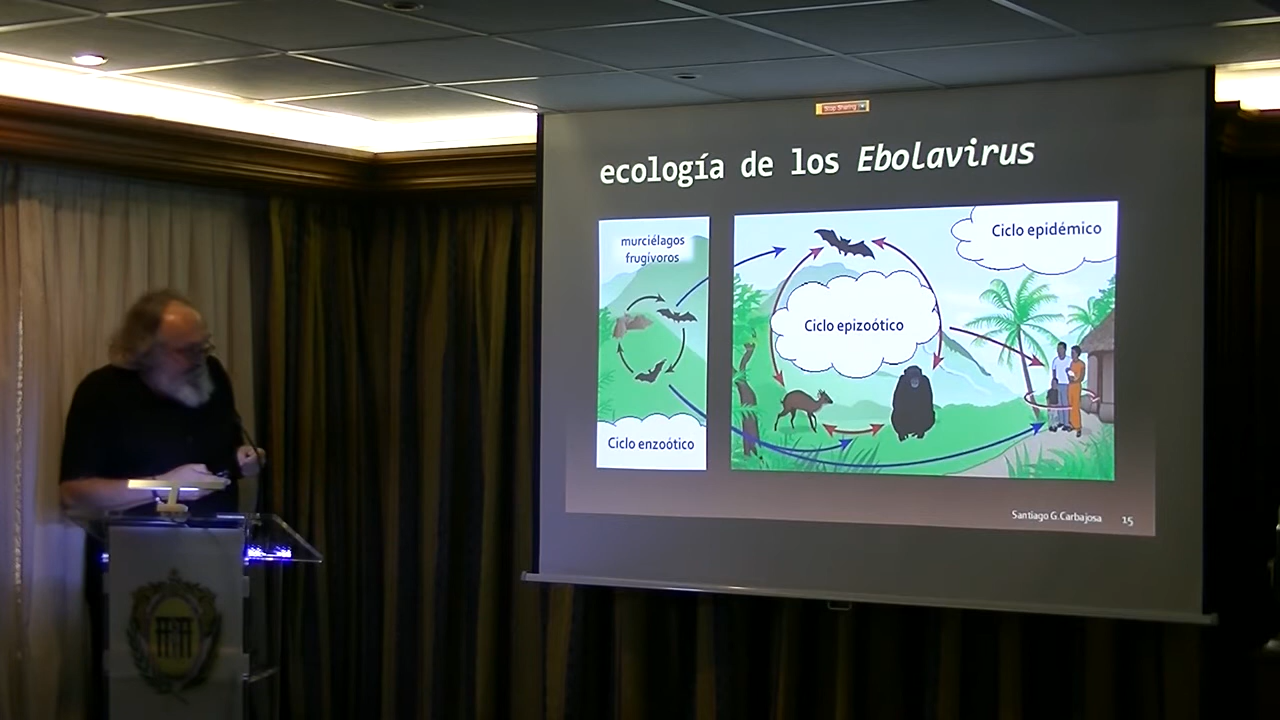 Stop Sharing
ecología de los Ebolavirus
murciélagos
frugívoros
Ciclo enzoótico
Ciclo epizoótico
Ciclo epidémico
Santiago G.Carbajosa 15